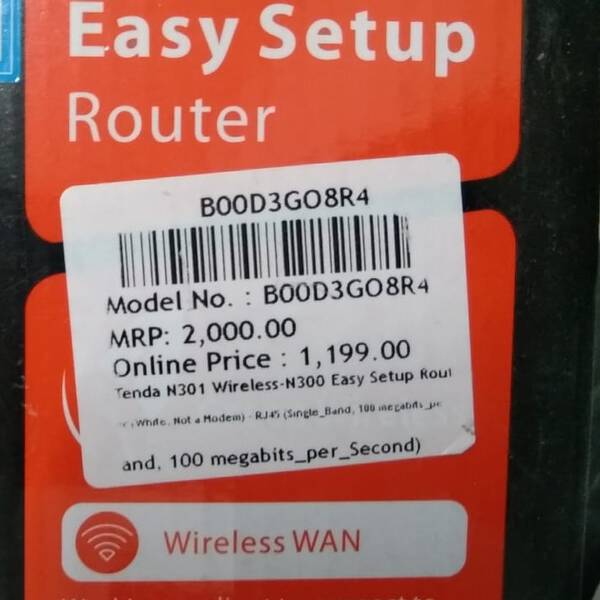 Easy Setup
Router
B00D3GO8R4
Model No. : B00D3GO8R4
MRP: 2,000.00
Online Price : 1,199.00
Tenda N301 Wireless-N300 Easy Setup Rout
White, Not a Modem) - RJ45 (Single_Band, 100 megabits_pe
and, 100 megabits_per_Second)
Wireless WAN